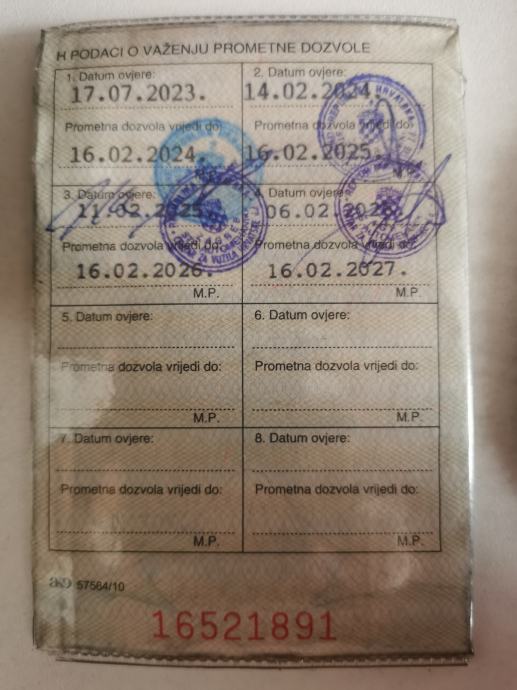 H PODACI O VAŽENJU PROMETNE DOZVOLE
1. Datum ovjere:
17.07.2023.
Prometna dozvola vrijedi do:
16.02.2024.
2. Datum ovjere:
14.02.2024.
Prometna dozvola vrijedi do:
16.02.2025.
3. Datum ovjere:
11.02.2025.
Prometna dozvola vrijedi do:
16.02.2026.
M.P.
4. Datum ovjere:
06.02.2026.
Prometna dozvola vrijedi do:
16.02.2027.
M.P.
5. Datum ovjere:
Prometna dozvola vrijedi do:
M.P.
6. Datum ovjere:
Prometna dozvola vrijedi do:
M.P.
7. Datum ovjere:
Prometna dozvola vrijedi do:
M.P.
8. Datum ovjere:
Prometna dozvola vrijedi do:
M.P.
57564/10
16521891